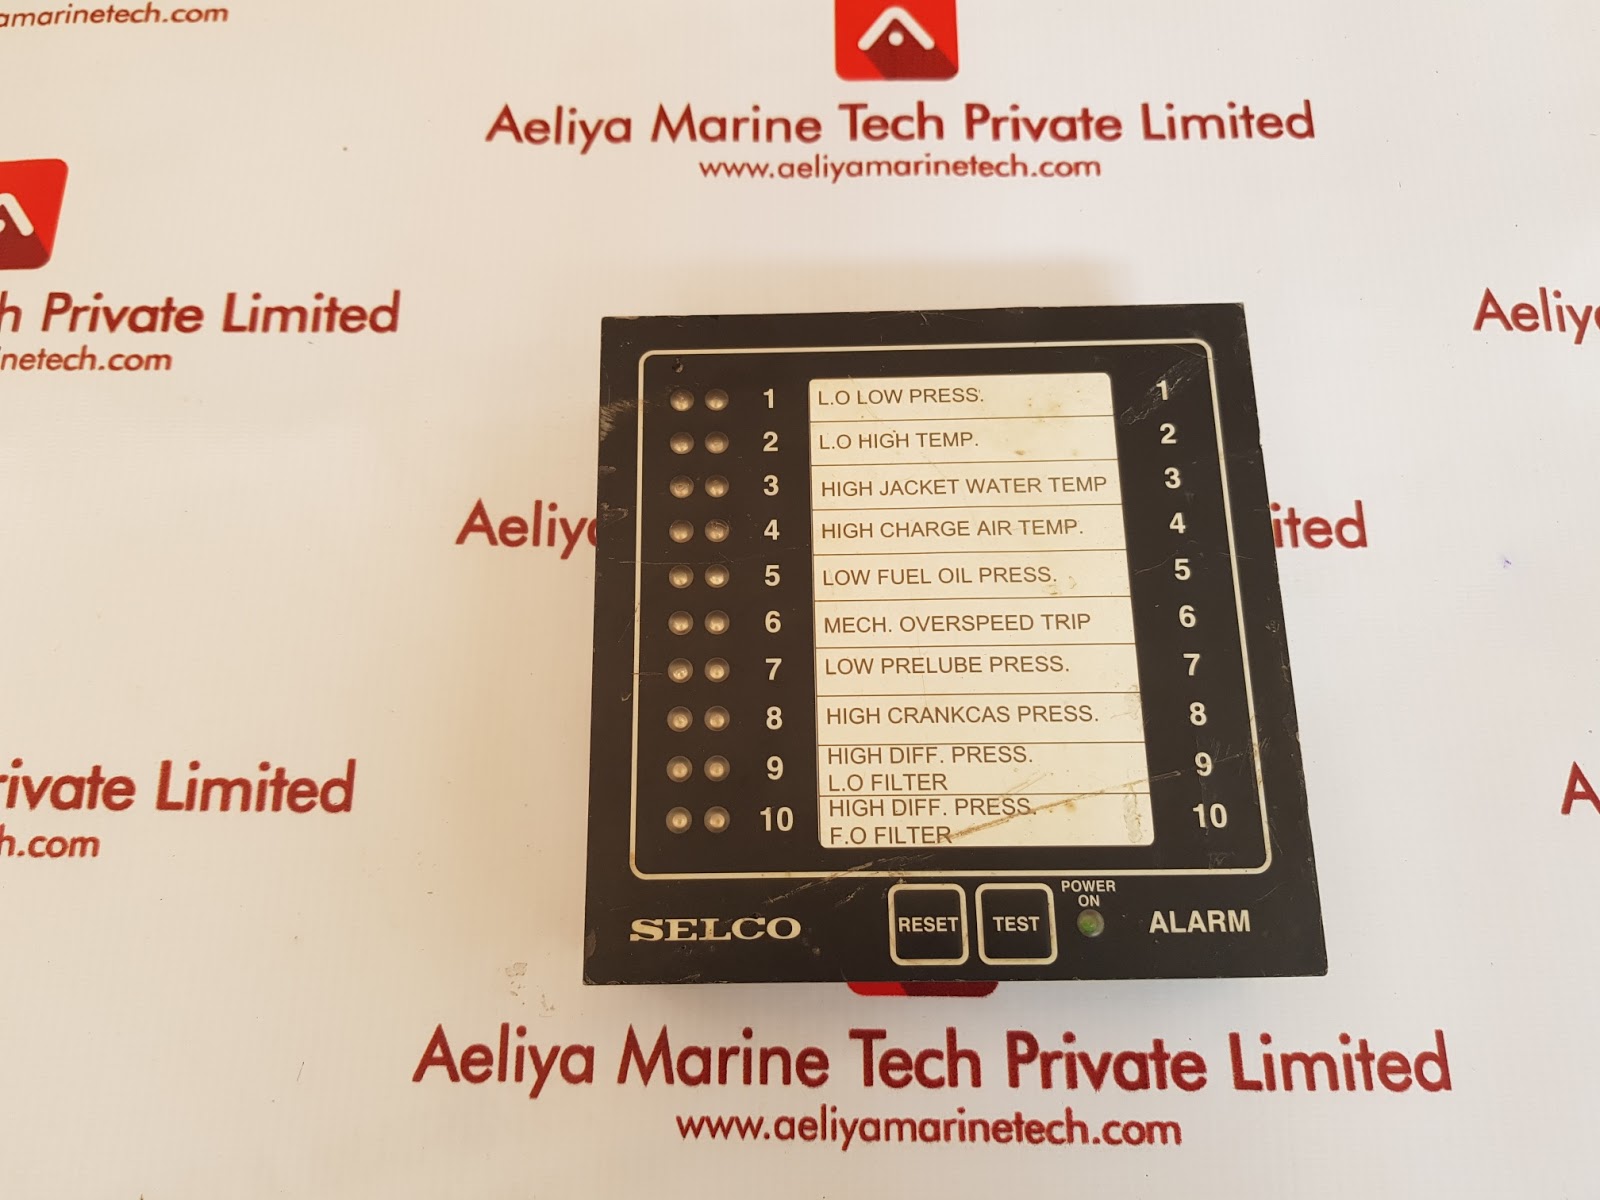 amarinetech.com
Aeliya Marine Tech Private Limited
www.aeliyamarinetech.com
h Private Limited
inetech.com
Aeliy
Aeliy
ited
1 L.O LOW PRESS. 1
2 L.O HIGH TEMP. 2
3 HIGH JACKET WATER TEMP 3
4 HIGH CHARGE AIR TEMP. 4
5 LOW FUEL OIL PRESS. 5
6 MECH. OVERSPEED TRIP 6
7 LOW PRELUBE PRESS. 7
8 HIGH CRANKCAS PRESS. 8
9 HIGH DIFF. PRESS. 9
L.O FILTER
10 HIGH DIFF. PRESS. 10
F.O FILTER
SELCO RESET TEST POWER
ON
ALARM
rivate Limited
h.com
A
Aeliya Marine Tech Private Limited
www.aeliyamarinetech.com